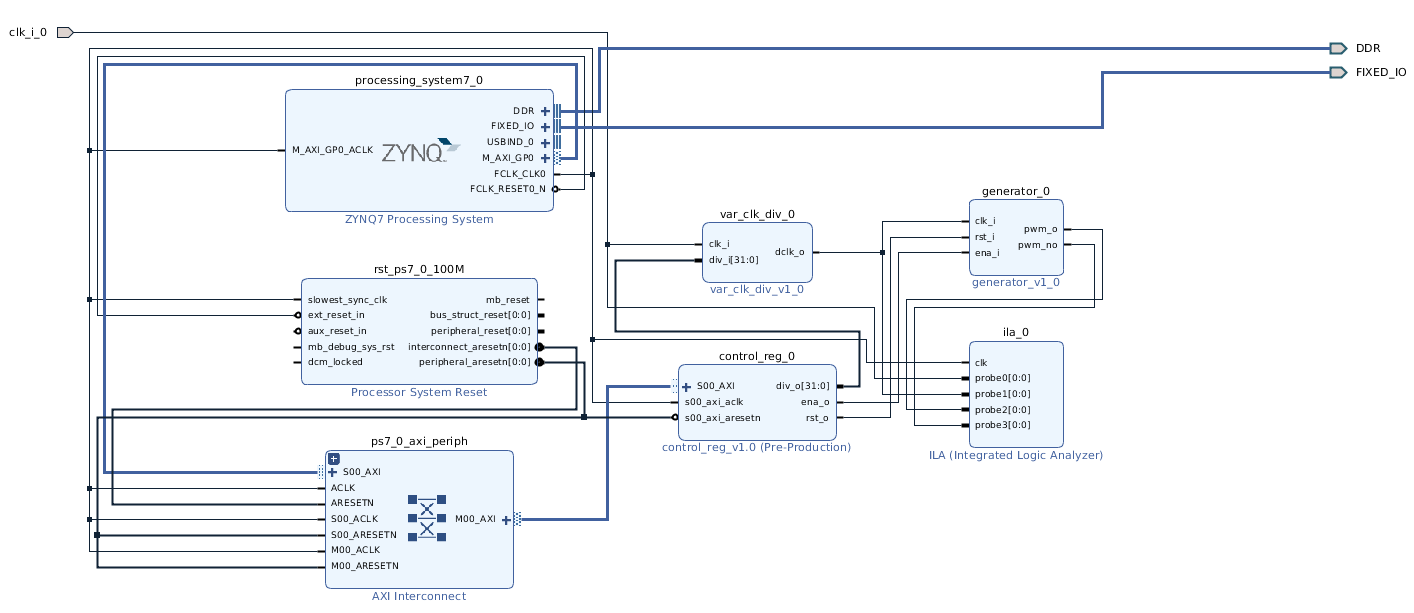 clk_i_0
DDR
FIXED_IO
processing_system7_0
DDR
FIXED_IO
USBIND_0
M_AXI_GP0
FCLK_CLK0
FCLK_RESET0_N
M_AXI_GP0_ACLK
ZYNQ
ZYNQ7 Processing System
rst_ps7_0_100M
slowest_sync_clk
ext_reset_in
aux_reset_in
mb_debug_sys_rst
dcm_locked
mb_reset
bus_struct_reset[0:0]
peripheral_reset[0:0]
interconnect_aresetn[0:0]
peripheral_aresetn[0:0]
Processor System Reset
ps7_0_axi_periph
S00_AXI
ACLK
ARESETN
S00_ACLK
S00_ARESETN
M00_ACLK
M00_ARESETN
M00_AXI
AXI Interconnect
var_clk_div_0
clk_i
div_i[31:0]
dclk_o
var_clk_div_v1_0
control_reg_0
S00_AXI
s00_axi_aclk
s00_axi_aresetn
div_o[31:0]
ena_o
rst_o
control_reg_v1.0 (Pre-Production)
generator_0
clk_i
rst_i
ena_i
pwm_o
pwm_no
generator_v1_0
ila_0
clk
probe0[0:0]
probe1[0:0]
probe2[0:0]
probe3[0:0]
ILA (Integrated Logic Analyzer)